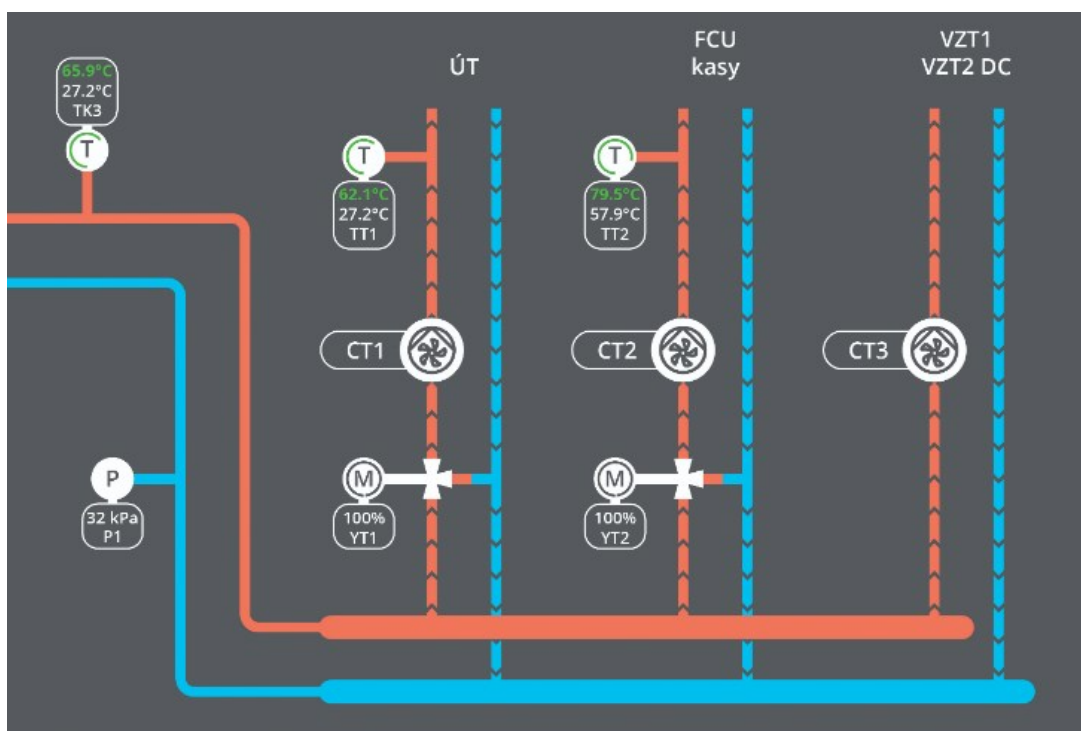 ÚT
FCU
kasy
VZT1
VZT2 DC
65.9°C
27.2°C
TK3
T
T
62.1°C
27.2°C
TT1
T
79.5°C
57.9°C
TT2
CT1
CT2
CT3
P
32 kPa
P1
M
100%
YT1
M
100%
YT2